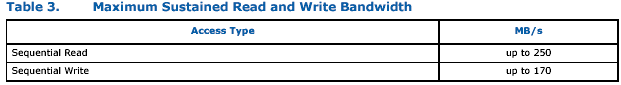 Table 3. Maximum Sustained Read and Write Bandwidth
Access Type MB/s
Sequential Read up to 250
Sequential Write up to 170